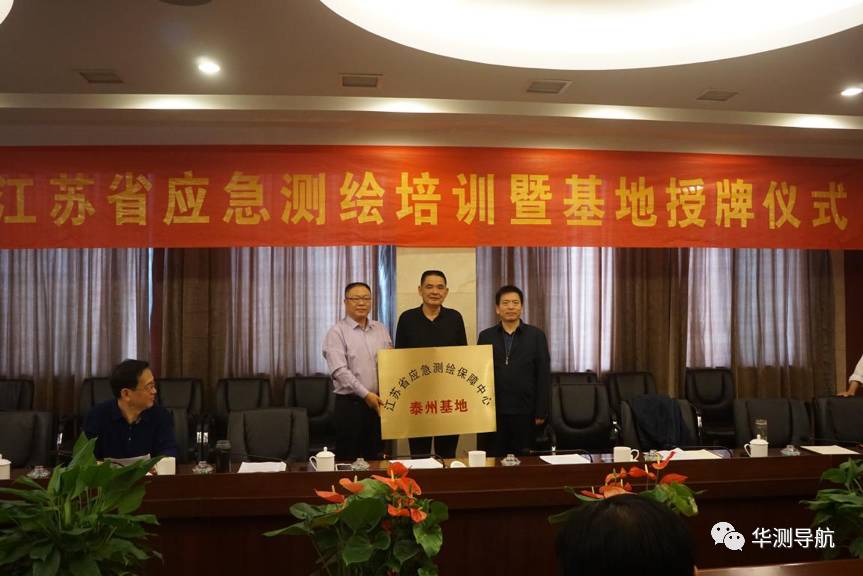 江苏省应急测绘培训暨基地授牌仪式
江苏省应急测绘保障中心
泰州基地
华测导航